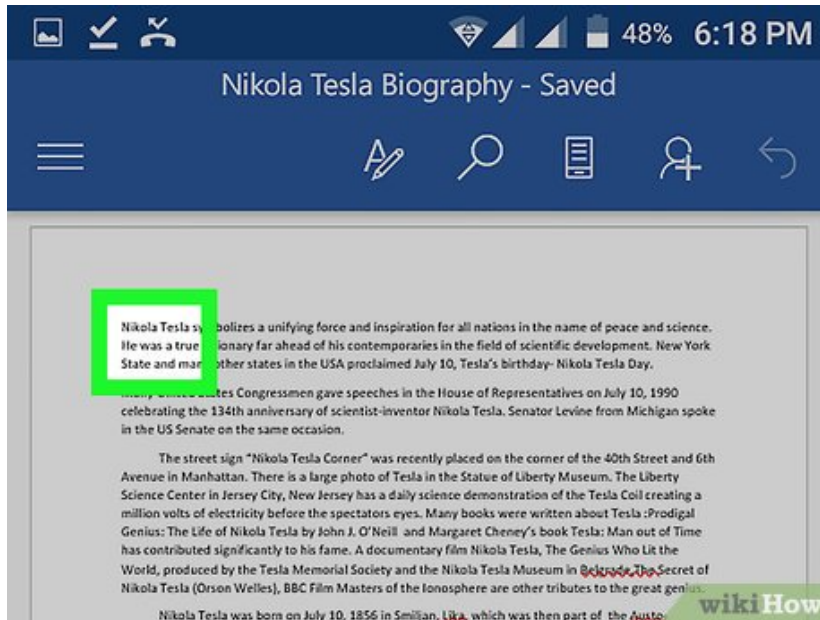 48% 6:18 PM
Nikola Tesla Biography - Saved
Nikola Tesla sy bolizes a unifying force and inspiration for all nations in the name of peace and science.
He was a true ionary far ahead of his contemporaries in the field of scientific development. New York
State and man other states in the USA proclaimed July 10, Tesla's birthday- Nikola Tesla Day.
Many United States Congressmen gave speeches in the House of Representatives on July 10, 1990
celebrating the 134th anniversary of scientist-inventor Nikola Tesla. Senator Levine from Michigan spoke
in the US Senate on the same occasion.
The street sign “Nikola Tesla Corner” was recently placed on the corner of the 40th Street and 6th
Avenue in Manhattan. There is a large photo of Tesla in the Statue of Liberty Museum. The Liberty
Science Center in Jersey City, New Jersey has a daily science demonstration of the Tesla Coil creating a
million volts of electricity before the spectators eyes. Many books were written about Tesla :Prodigal
Genius: The Life of Nikola Tesla by John J. O'Neill and Margaret Cheney's book Tesla: Man out of Time
has contributed significantly to his fame. A documentary film Nikola Tesla, The Genius Who Lit the
World, produced by the Tesla Memorial Society and the Nikola Tesla Museum in Belgrade,The Secret of
Nikola Tesla (Orson Welles), BBC Film Masters of the Ionosphere are other tributes to the great genius.
Nikola Tesla was born on July 10, 1856 in Smiljan, Lika, which was then part of the Austo-
wikiHow